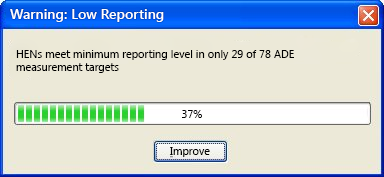 Warning: Low Reporting
HENs meet minimum reporting level in only 29 of 78 ADE
measurement targets
37%
Improve